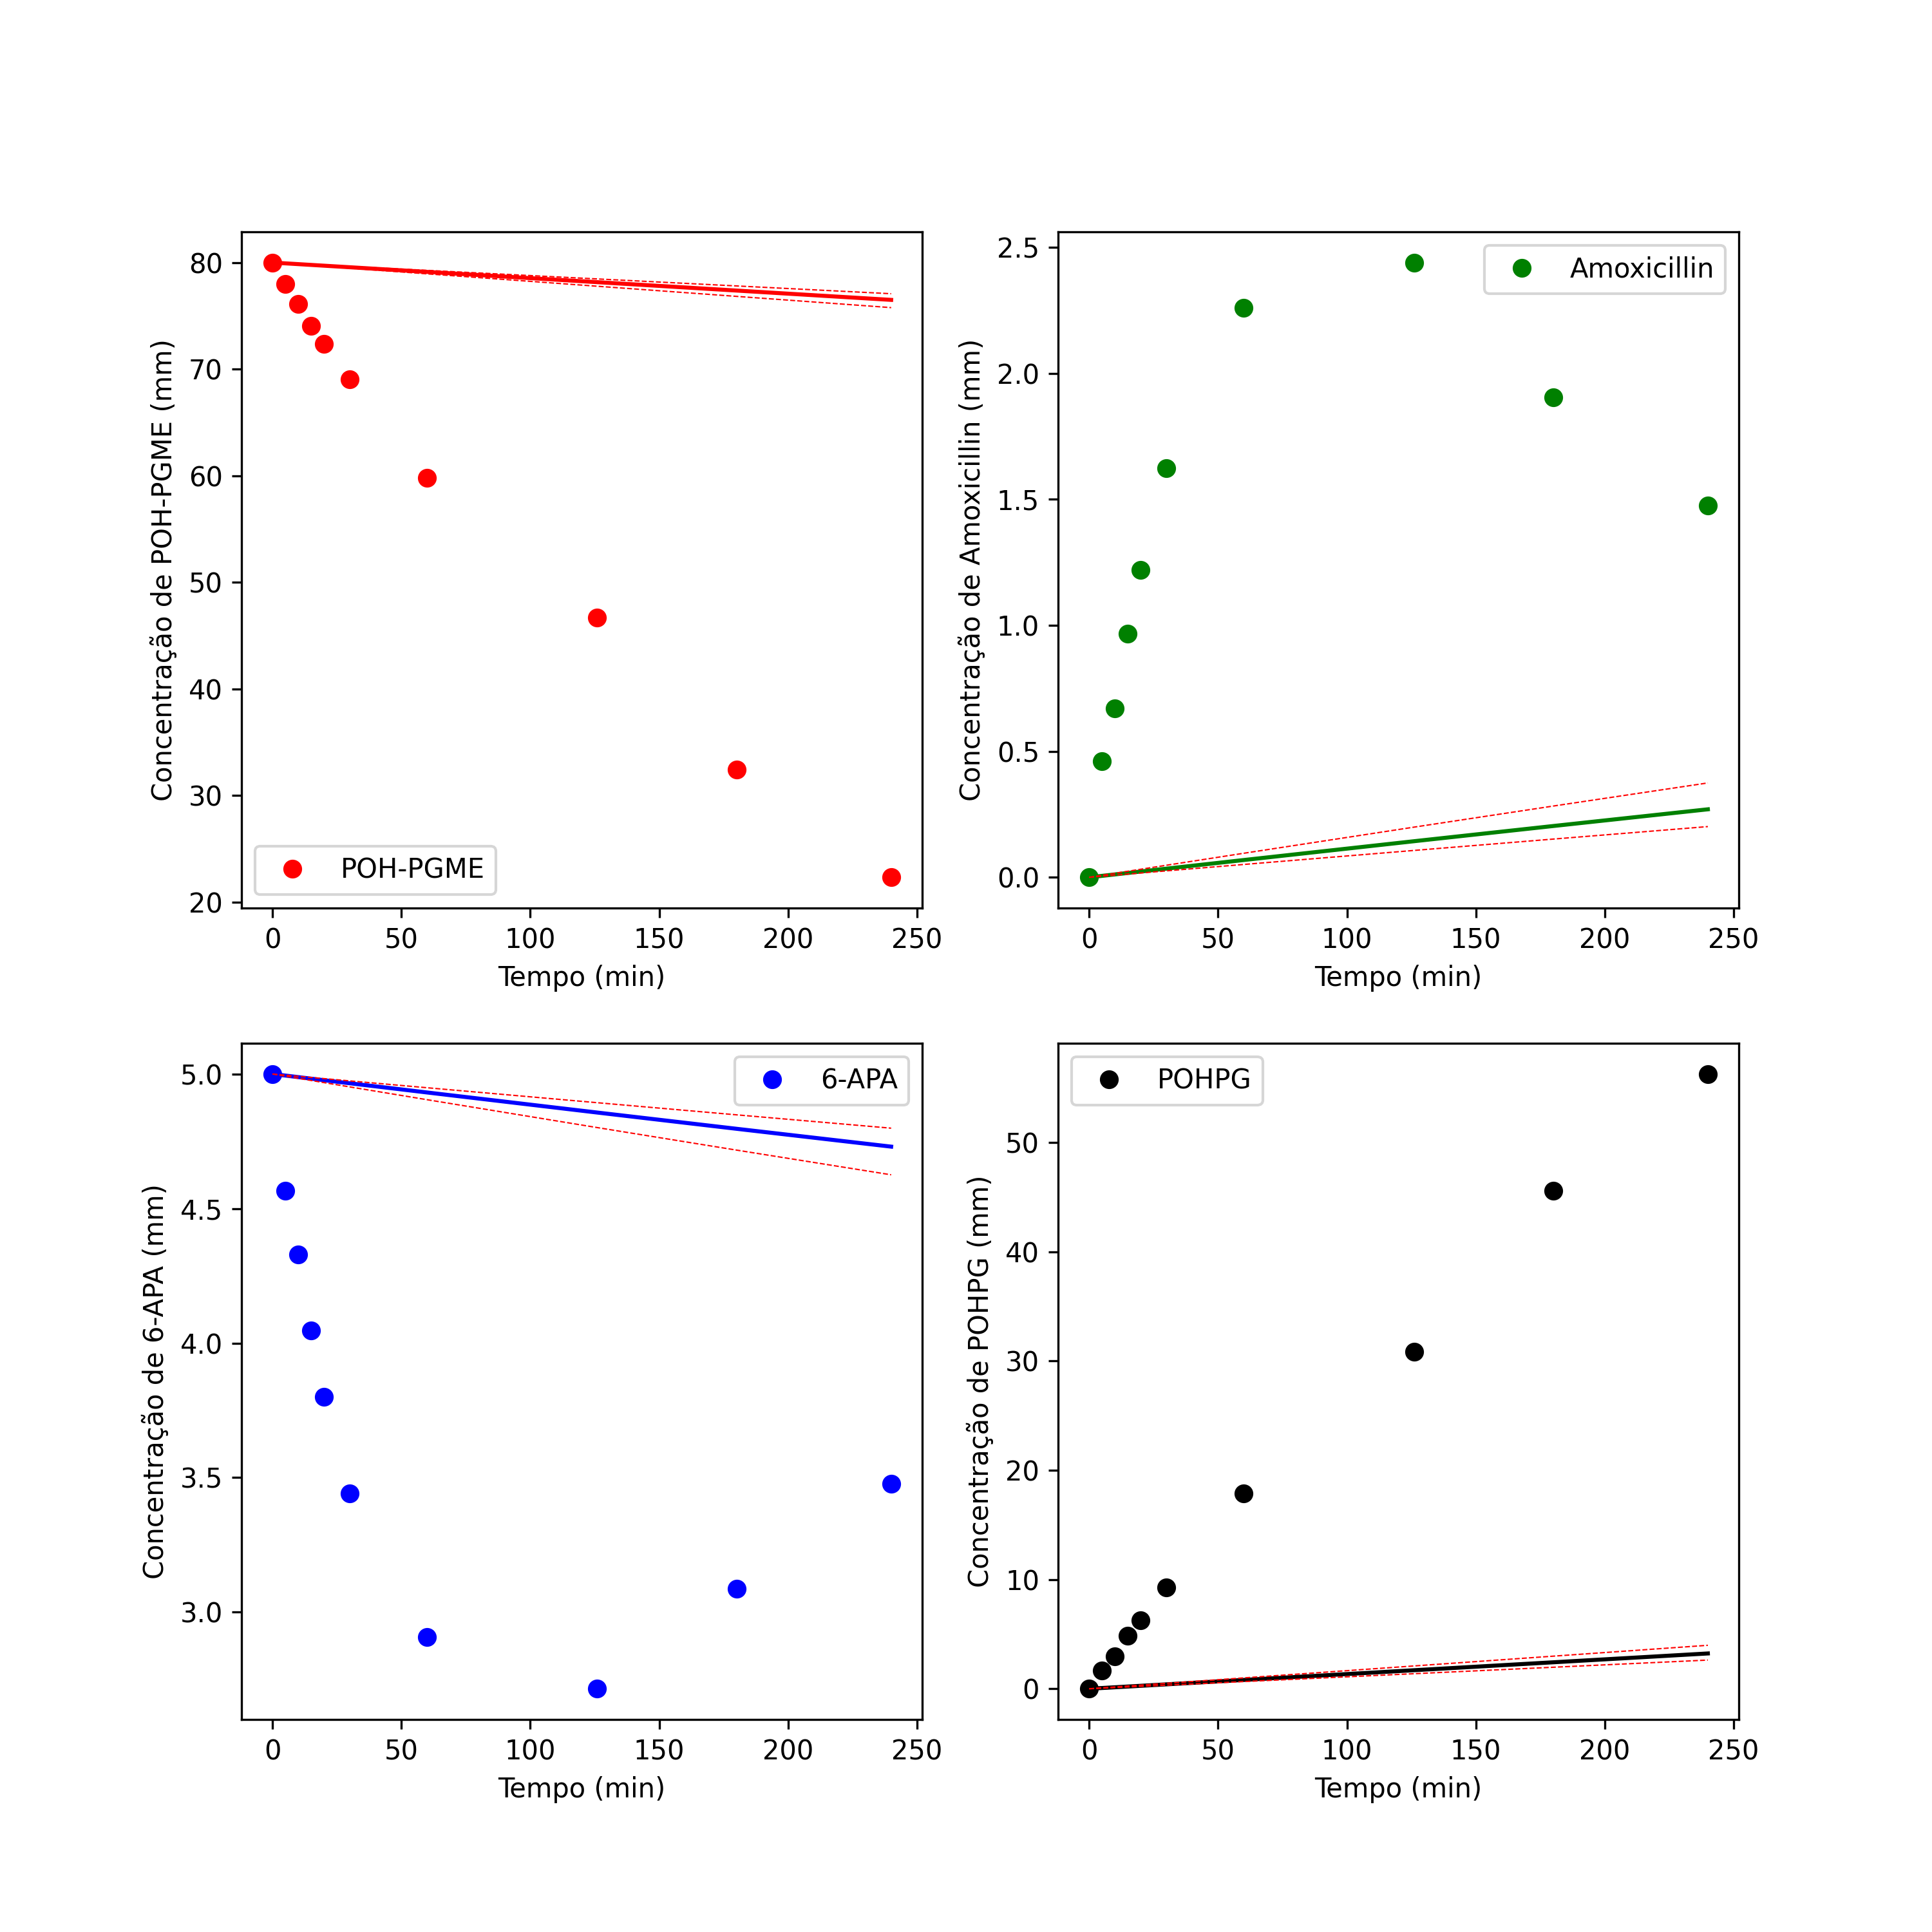 80
70
60
50
40
30
20
Concentração de POH-PGME (mm)
POH-PGME
0 50 100 150 200 250
Tempo (min)
2.5
2.0
1.5
1.0
0.5
0.0
Concentração de Amoxicillin (mm)
Amoxicillin
0 50 100 150 200 250
Tempo (min)
5.0
4.5
4.0
3.5
3.0
Concentração de 6-APA (mm)
6-APA
0 50 100 150 200 250
Tempo (min)
50
40
30
20
10
0
Concentração de POHPG (mm)
POHPG
0 50 100 150 200 250
Tempo (min)